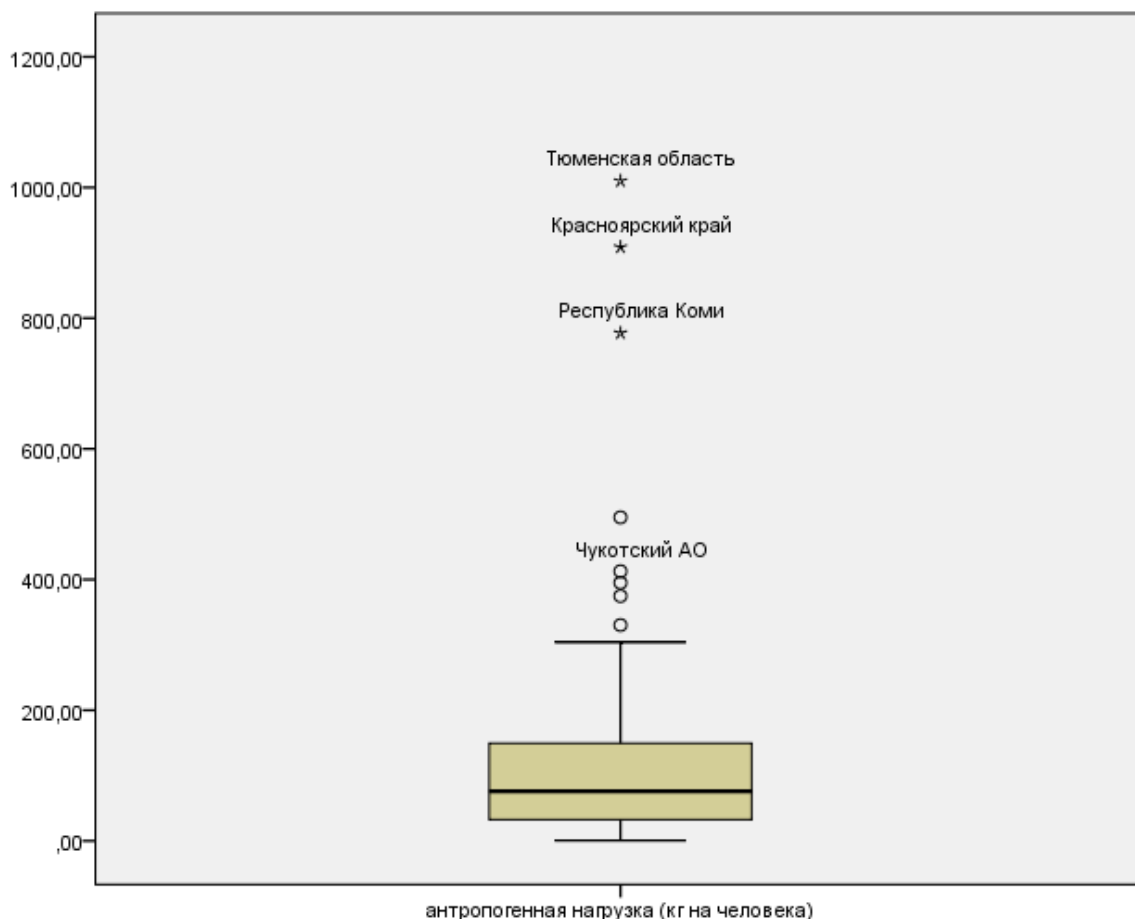 1200,00
Тюменская область
1000,00
Красноярский край
800,00
Республика Коми
600,00
Чукотский АО
400,00
200,00
,00
антропогенная нагрузка (кг на человека)